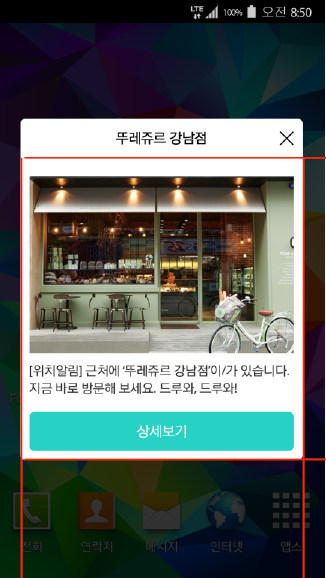 LTE 100% 오전 8:50
뚜레쥬르 강남점
[위치알림] 근처에 ‘뚜레쥬르 강남점’이/가 있습니다.
지금 바로 방문해 보세요. 드루와, 드루와!
상세보기
전화 연락처 메시지 인터넷 앱스